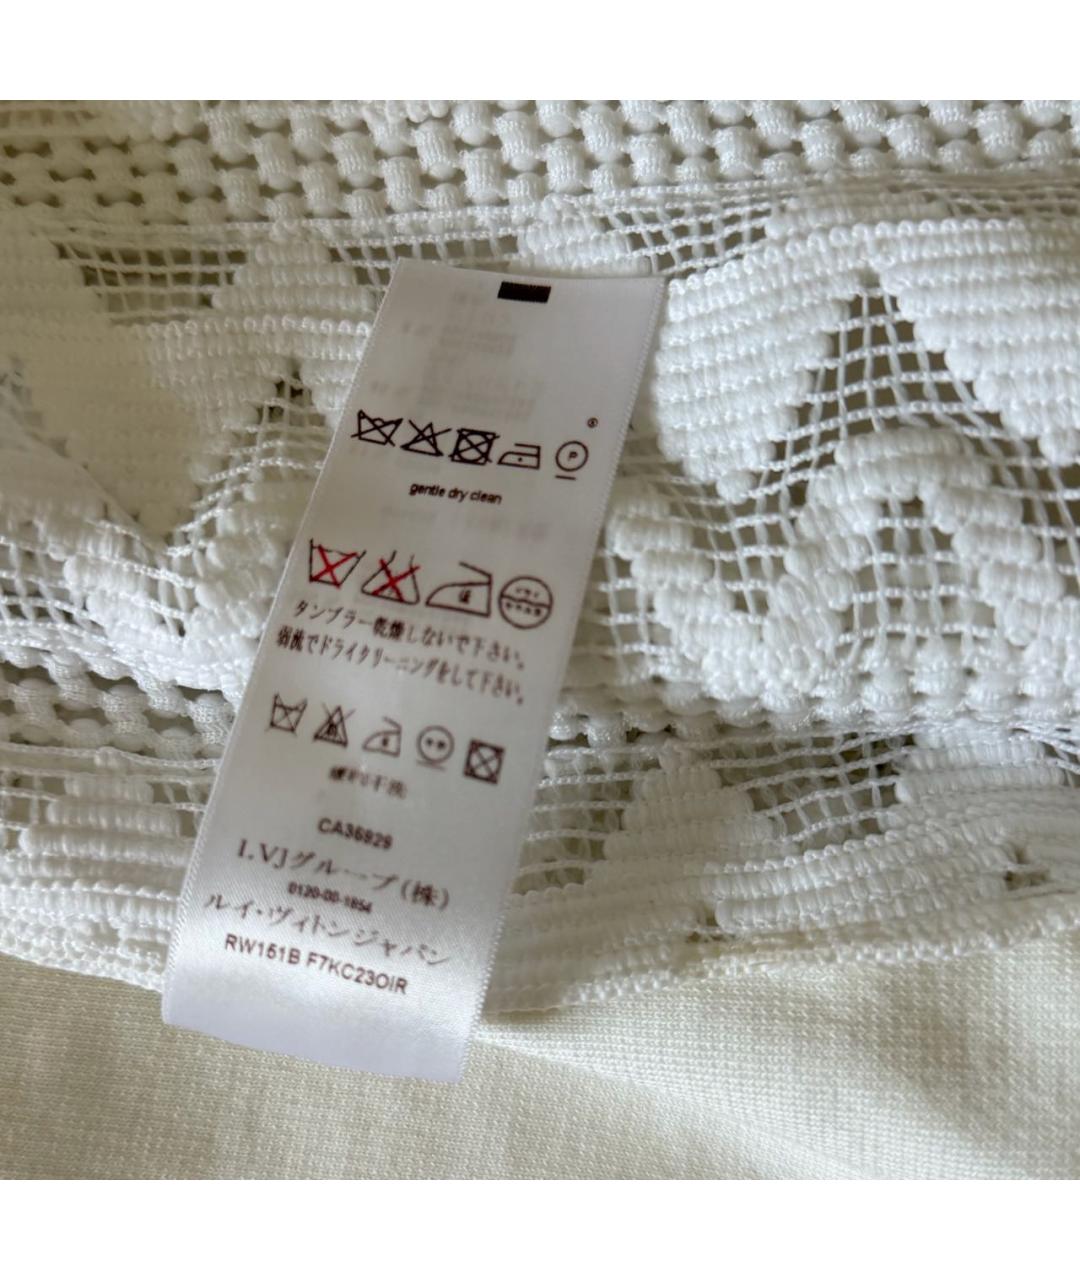 ®
P
gentle dry clean
タンブラー乾燥しないで下さい。
弱洗でドライクリーニングをして下さい。
CA36829
LVJグループ(株)
0120-00-1854
ルイ・ヴィトンジャパン
RW151B F7KC23OIR